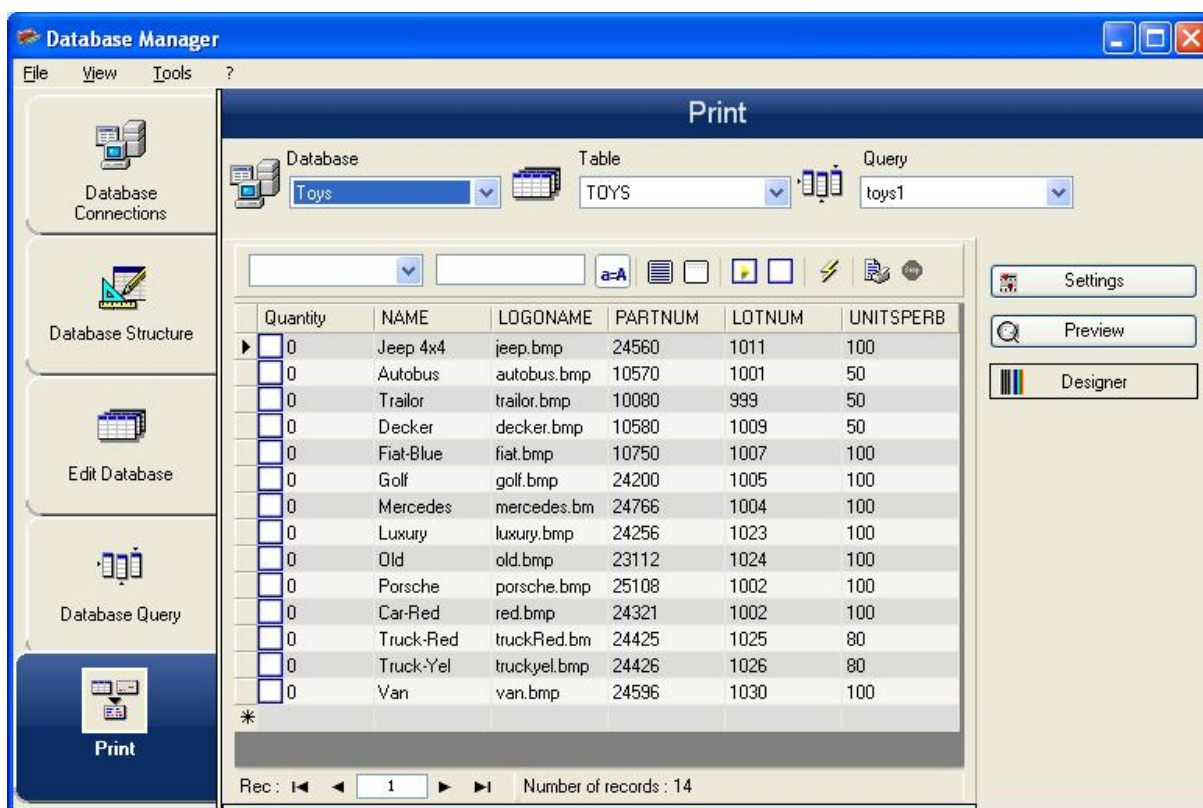 Database Manager
File View Tools ?
Print
Database Table Query
Toys TOYS toys1
Database
Connections
Database Structure
Edit Database
Database Query
Print
a=A Stop
Settings
Preview
Designer
Quantity NAME LOGONAME PARTNUM LOTNUM UNITSPERB
0 Jeep 4x4 jeep.bmp 24560 1011 100
0 Autobus autobus.bmp 10570 1001 50
0 Trailor trailor.bmp 10080 999 50
0 Decker decker.bmp 10580 1009 50
0 Fiat-Blue fiat.bmp 10750 1007 100
0 Golf golf.bmp 24200 1005 100
0 Mercedes mercedes.bm 24766 1004 100
0 Luxury luxury.bmp 24256 1023 100
0 Old old.bmp 23112 1024 100
0 Porsche porsche.bmp 25108 1002 100
0 Car-Red red.bmp 24321 1002 100
0 Truck-Red truckRed.bm 24425 1025 80
0 Truck-Yel truckyel.bmp 24426 1026 80
0 Van van.bmp 24596 1030 100
Rec : 1 Number of records : 14